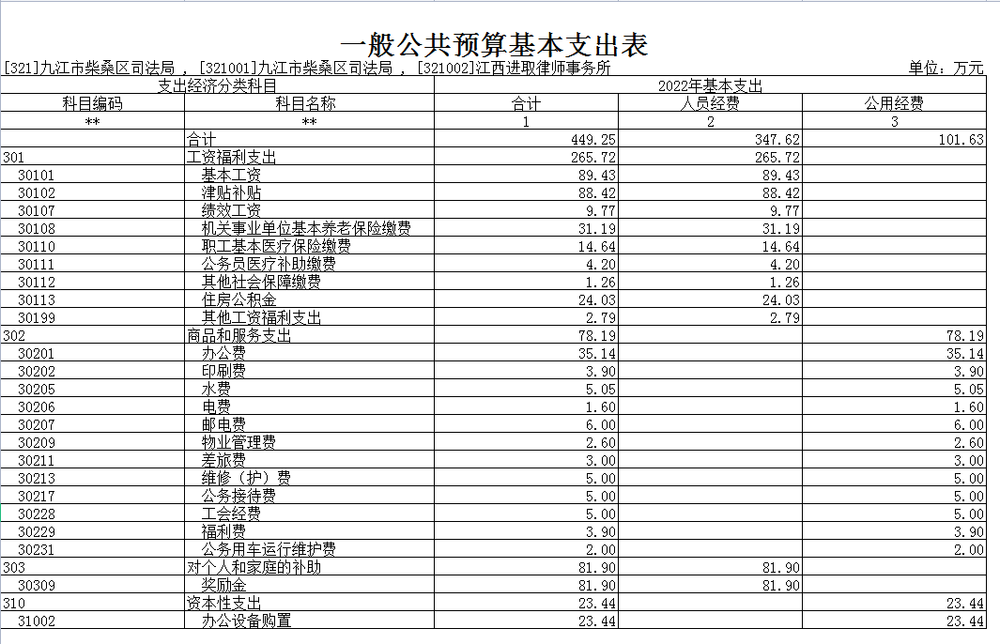 一般公共预算基本支出表
[321]九江市柴桑区司法局 , [321001]九江市柴桑区司法局 , [321002]江西进取律师事务所 单位：万元
支出经济分类科目 2022年基本支出
科目编码 科目名称 合计 人员经费 公用经费
** ** 1 2 3
合计 449.25 347.62 101.63
301 工资福利支出 265.72 265.72
30101 基本工资 89.43 89.43
30102 津贴补贴 88.42 88.42
30107 绩效工资 9.77 9.77
30108 机关事业单位基本养老保险缴费 31.19 31.19
30110 职工基本医疗保险缴费 14.64 14.64
30111 公务员医疗补助缴费 4.20 4.20
30112 其他社会保障缴费 1.26 1.26
30113 住房公积金 24.03 24.03
30199 其他工资福利支出 2.79 2.79
302 商品和服务支出 78.19 78.19
30201 办公费 35.14 35.14
30202 印刷费 3.90 3.90
30205 水费 5.05 5.05
30206 电费 1.60 1.60
30207 邮电费 6.00 6.00
30209 物业管理费 2.60 2.60
30211 差旅费 3.00 3.00
30213 维修（护）费 5.00 5.00
30217 公务接待费 5.00 5.00
30228 工会经费 5.00 5.00
30229 福利费 3.90 3.90
30231 公务用车运行维护费 2.00 2.00
303 对个人和家庭的补助 81.90 81.90
30309 奖励金 81.90 81.90
310 资本性支出 23.44 23.44
31002 办公设备购置 23.44 23.44